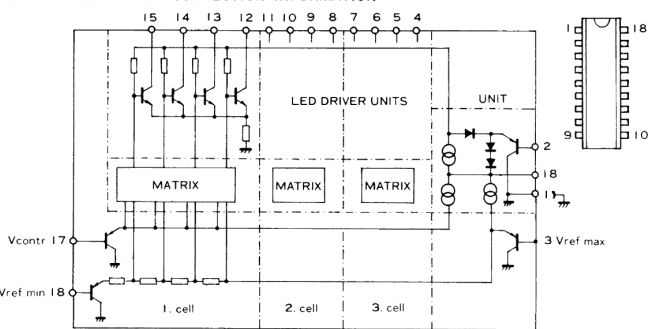 15 14 13 12 11 10 9 8 7 6 5 4
1 18
LED DRIVER UNITS
UNIT
2
9 10
18
MATRIX MATRIX MATRIX
1
Vcontr 17
3 Vref max
Vref min 18
1. cell 2. cell 3. cell